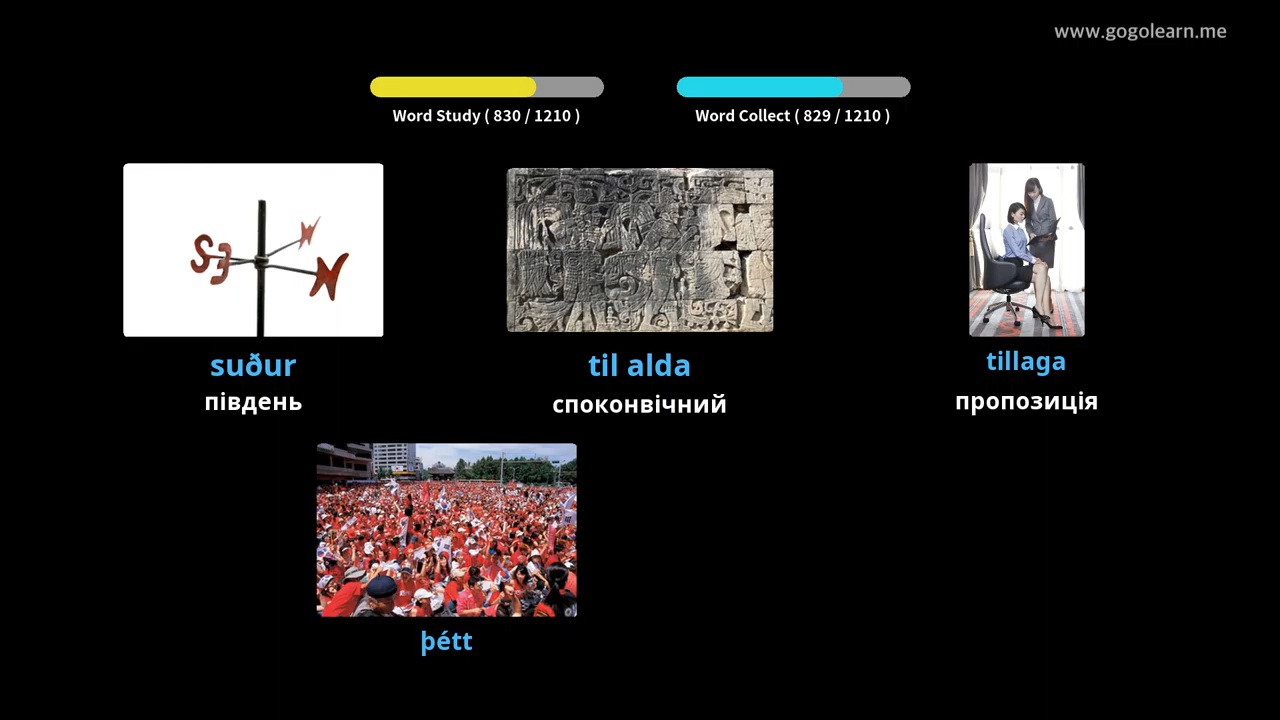 www.gogolearn.me
Word Study ( 830 / 1210 )
Word Collect ( 829 / 1210 )
suður
південь
til alda
споконвічний
tillaga
пропозиція
þétt